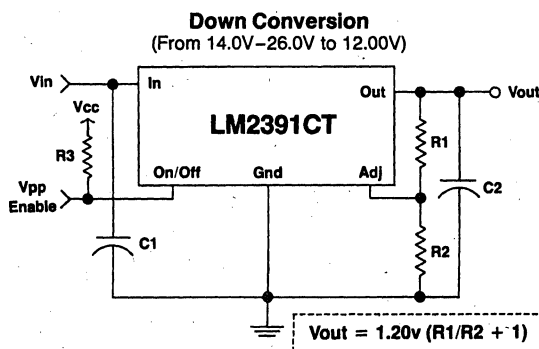 Down Conversion
(From 14.0V–26.0V to 12.00V)
Vin
In
Out
Vout
Vcc
LM2391CT
R1
R3
On/Off
Gnd
Adj
Vpp
Enable
C2
C1
R2
Vout = 1.20v (R1/R2 + 1)